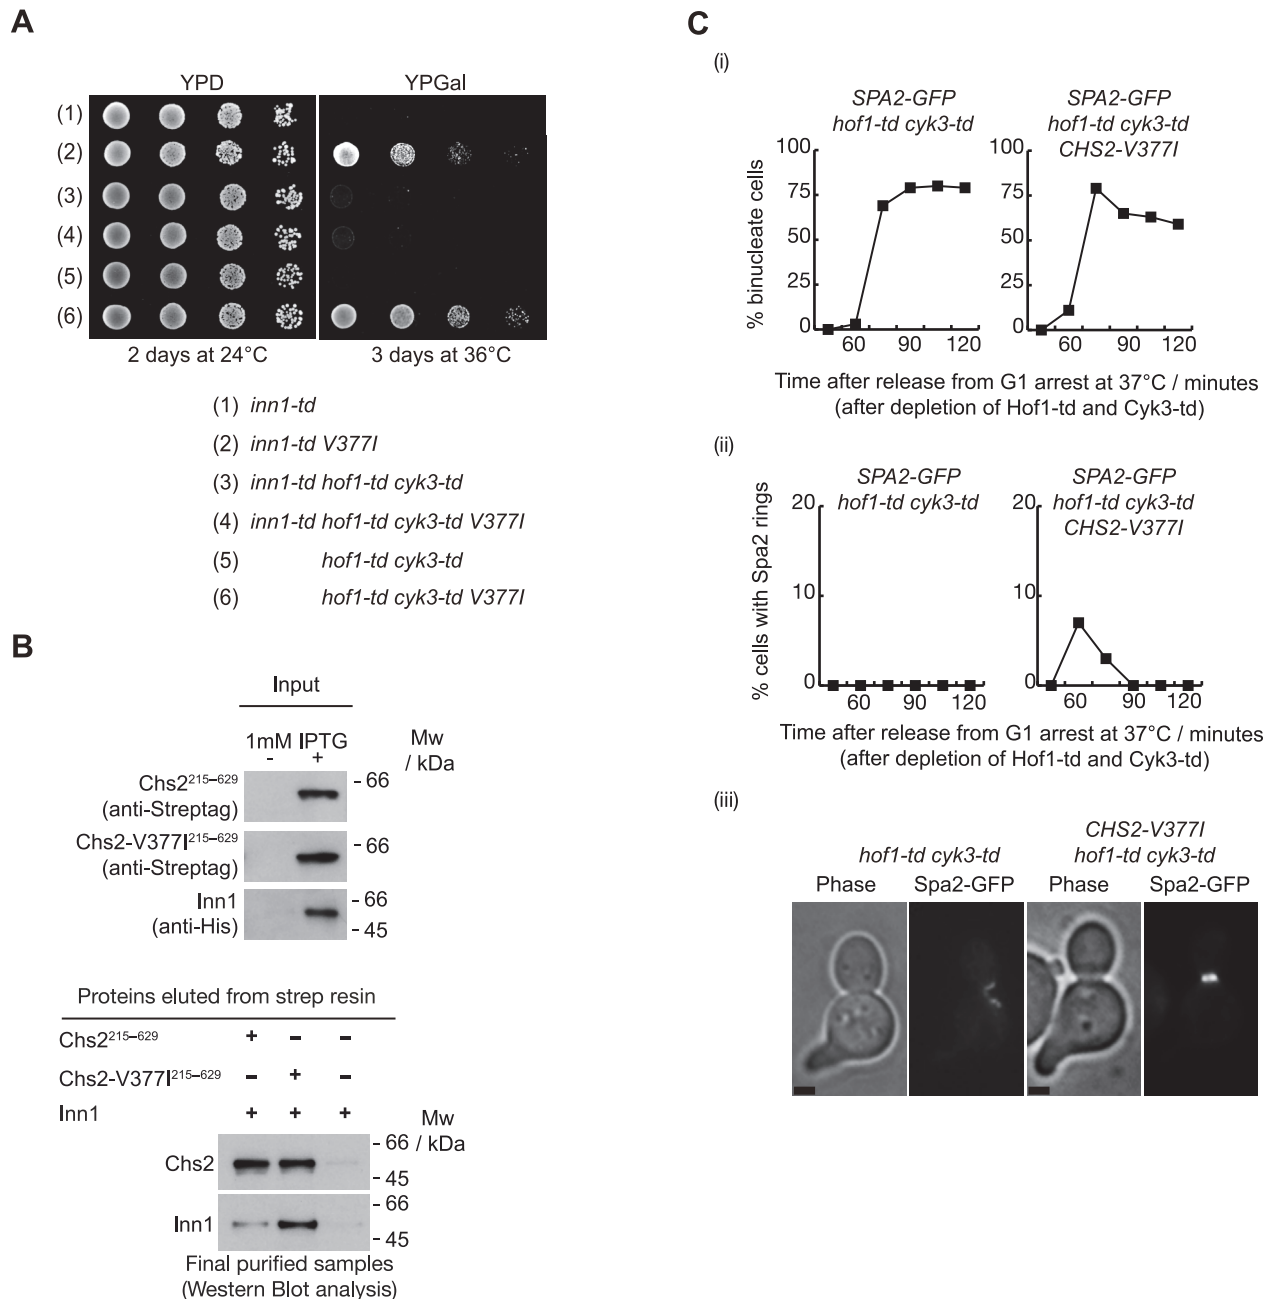 A
YPD
YPGal
(1)
(2)
(3)
(4)
(5)
(6)
2 days at 24°C
3 days at 36°C
(1) inn1-td
(2) inn1-td V377I
(3) inn1-td hof1-td cyk3-td
(4) inn1-td hof1-td cyk3-td V377I
(5) hof1-td cyk3-td
(6) hof1-td cyk3-td V377I
B
Input
1mM IPTG
- +
Mw
/ kDa
Chs2²¹⁵⁻⁶²⁹
(anti-Streptag)
- 66
Chs2-V377I²¹⁵⁻⁶²⁹
(anti-Streptag)
- 66
Inn1
(anti-His)
- 66
- 45
Proteins eluted from strep resin
Chs2²¹⁵⁻⁶²⁹ + – –
Chs2-V377I²¹⁵⁻⁶²⁹ – + –
Inn1 + + +
Mw
/ kDa
Chs2
- 66
- 45
Inn1
- 66
- 45
Final purified samples
(Western Blot analysis)
C
(i)
SPA2-GFP
hof1-td cyk3-td
SPA2-GFP
hof1-td cyk3-td
CHS2-V377I
% binucleate cells
100
75
50
25
0
60 90 120
100
75
50
25
0
60 90 120
Time after release from G1 arrest at 37°C / minutes
(after depletion of Hof1-td and Cyk3-td)
(ii)
SPA2-GFP
hof1-td cyk3-td
SPA2-GFP
hof1-td cyk3-td
CHS2-V377I
% cells with Spa2 rings
20
10
0
60 90 120
20
10
0
60 90 120
Time after release from G1 arrest at 37°C / minutes
(after depletion of Hof1-td and Cyk3-td)
(iii)
hof1-td cyk3-td
CHS2-V377I
hof1-td cyk3-td
Phase Spa2-GFP Phase Spa2-GFP